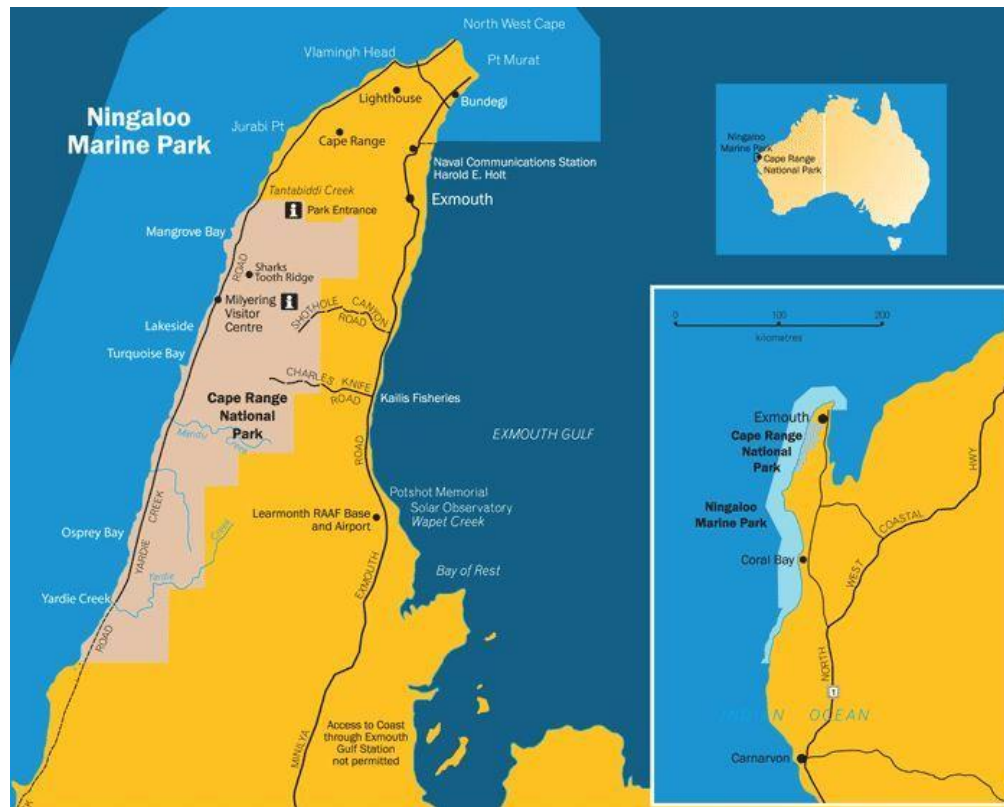 North West Cape
Vlamingh Head
Pt Murat
Lighthouse
Bundegi
Ningaloo
Marine Park
Jurabi Pt
Cape Range
Naval Communications Station
Harold E. Holt
Tantabiddi Creek
Exmouth
Park Entrance
Mangrove Bay
ROAD
Sharks
Tooth Ridge
Milyering
Visitor
Centre
SHOTHOLE CANYON
ROAD
Lakeside
Turquoise Bay
CHARLES KNIFE
ROAD
Kailis Fisheries
Cape Range
National
Park
Mandu
Creek
EXMOUTH GULF
ROAD
Potshot Memorial
Solar Observatory
Wapet Creek
Learmonth RAAF Base
and Airport
Osprey Bay
CREEK
Yardie
Creek
YARDIE
EXMOUTH
Bay of Rest
Yardie Creek
ROAD
MINILYA
Access to Coast
through Exmouth
Gulf Station
not permitted
Ningaloo
Marine Park
Cape Range
National Park
0
100
200
kilometres
Exmouth
Cape Range
National
Park
HWY
Ningaloo
Marine Park
COASTAL
Coral Bay
WEST
NORTH
1
INDIAN OCEAN
Carnarvon